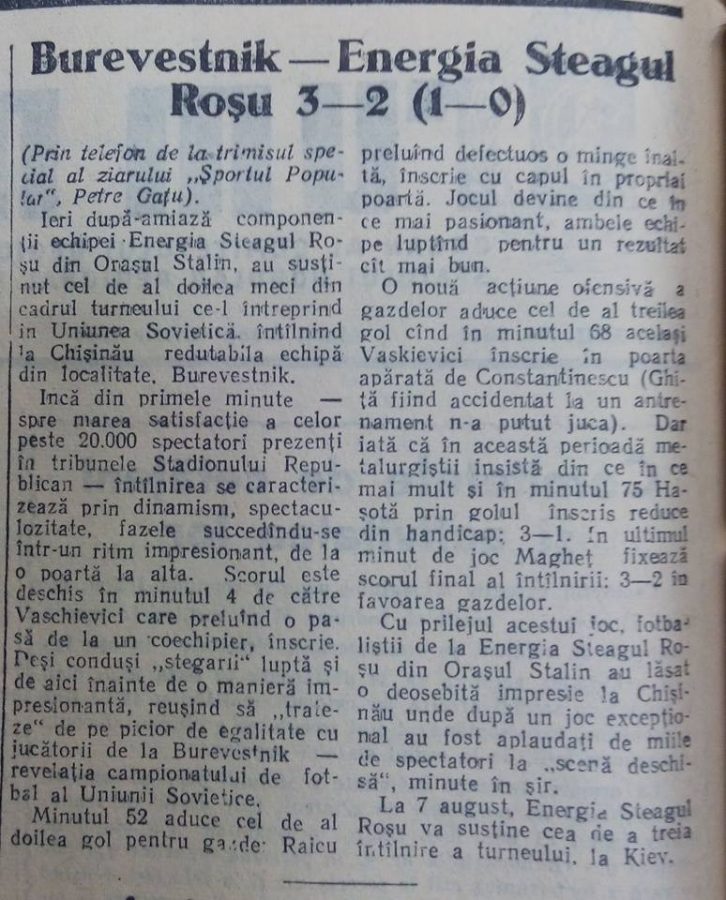 Burevestnik — Energia Steagul
Roşu 3—2 (1—0)
(Prin telefon de la trimisul spe-
cial al ziarului „Sportul Popu-
lar“, Petre Gaţu).
Ieri după-amiază componen-
ţii echipei Energia Steagul Ro-
şu din Oraşul Stalin, au susţi-
nut cel de al doilea meci din
cadrul turneului ce-l întreprind
in Uniunea Sovietică, întîlnind
la Chişinău redutabila echipă
din localitate, Burevestnik.
Incă din primele minute —
spre marea satisfacţie a celor
peste 20.000 spectatori prezenţi
în tribunele Stadionului Repu-
blican — întîlnirea se caracteri-
zează prin dinamism, spectacu-
lozitate, fazele succedîndu-se
într-un ritm impresionant, de la
o poartă la alta. Scorul este
deschis în minutul 4 de către
Vaschievici care preluînd o pa-
să de la un coechipier, înscrie.
Deşi conduşi „stegarii“ luptă şi
de aici înainte de o manieră im-
presionantă, reuşind să „trate-
ze“ de pe picior de egalitate cu
jucătorii de la Burevestnik —
revelaţia campionatului de fot-
bal al Uniunii Sovietice.
Minutul 52 aduce cel de al
doilea gol pentru gazde: Raicu
preluînd defectuos o minge înal-
tă, înscrie cu capul în propriai
poartă. Jocul devine din ce în
ce mai pasionant, ambele echi-
pe luptînd pentru un rezultat
cît mai bun.
O nouă acţiune ofensivă a
gazdelor aduce cel de al treilea
gol cînd în minutul 68 acelaşi
Vaskievici înscrie în poarta
apărată de Constantinescu (Ghi-
ţă fiind accidentat la un antre-
nament n-a putut juca). Dar
iată că în această perioadă me-
talurgiştii insistă din ce în ce
mai mult şi în minutul 75 Ha-
şotă prin golul înscris reduce
din handicap: 3—1. In ultimul
minut de joc Magheţ fixează
scorul final al întîlnirii: 3—2 în
favoarea gazdelor.
Cu prilejul acestui joc, fotba-
liştii de la Energia Steagul Ro-
şu din Oraşul Stalin au lăsat
o deosebită impresie la Chişi-
nău unde după un joc excepţio-
nal au fost aplaudaţi de miile
de spectatori la „scenă deschi-
să“, minute în şir.
La 7 august, Energia Steagul
Roşu va susţine cea de a treia
întîlnire a turneului, la Kiev.